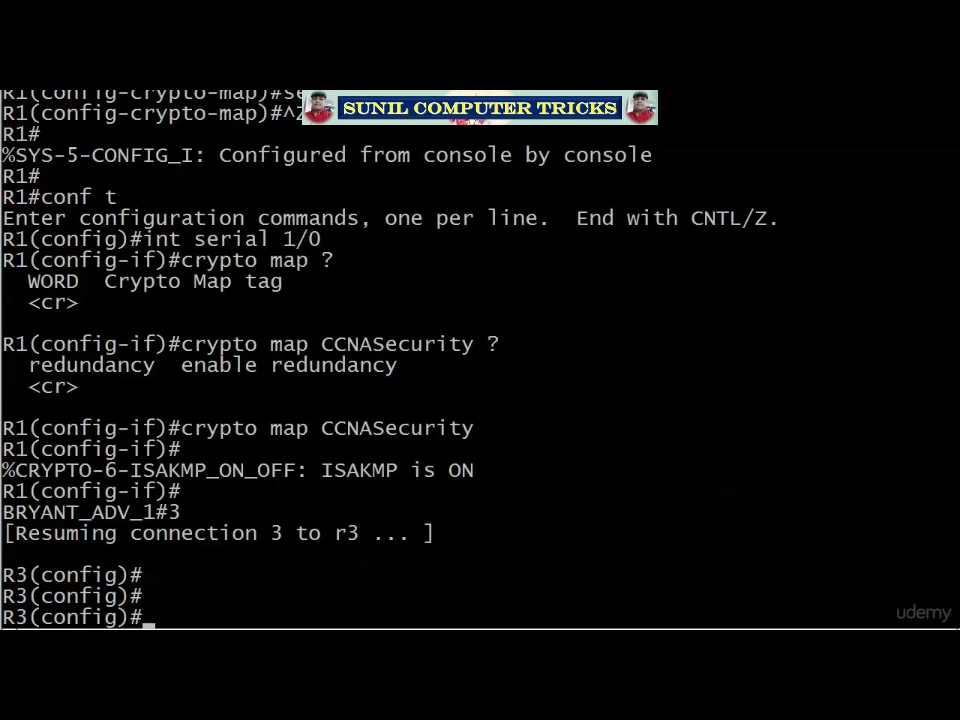 R1(config-crypto-map)#se
SUNIL COMPUTER TRICKS
R1(config-crypto-map)#^Z
R1#
%SYS-5-CONFIG_I: Configured from console by console
R1#
R1#conf t
Enter configuration commands, one per line.  End with CNTL/Z.
R1(config)#int serial 1/0
R1(config-if)#crypto map ?
  WORD  Crypto Map tag
  <cr>
R1(config-if)#crypto map CCNASecurity ?
  redundancy  enable redundancy
  <cr>
R1(config-if)#crypto map CCNASecurity
R1(config-if)#
%CRYPTO-6-ISAKMP_ON_OFF: ISAKMP is ON
R1(config-if)#
BRYANT_ADV_1#3
[Resuming connection 3 to r3 ... ]
R3(config)#
R3(config)#
R3(config)#_
udemy